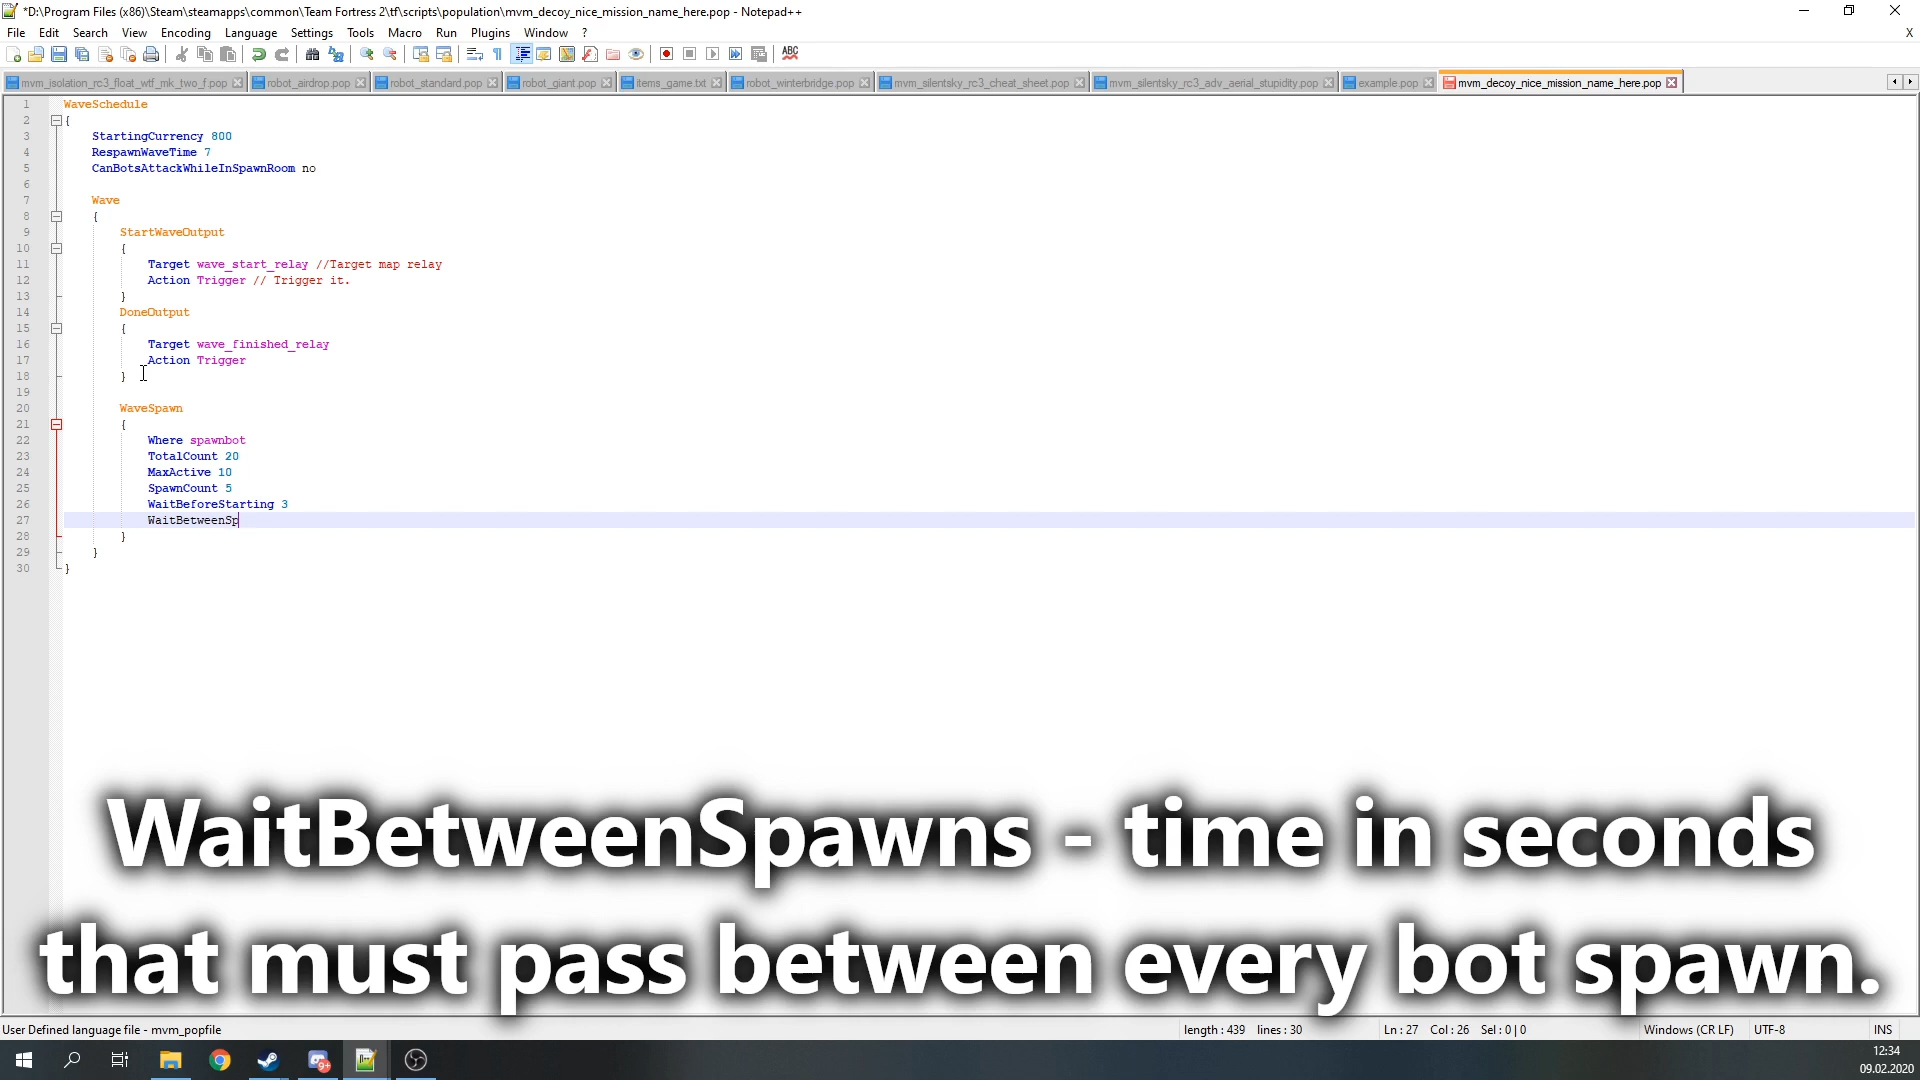 *D:\Program Files (x86)\Steam\steamapps\common\Team Fortress 2\tf\scripts\population\mvm_decoy_nice_mission_name_here.pop - Notepad++
File Edit Search View Encoding Language Settings Tools Macro Run Plugins Window ? X
mvm_isolation_rc3_float_wtf_mk_two_f.pop robot_airdrop.pop robot_standard.pop robot_giant.pop items_game.txt robot_winterbridge.pop mvm_silentsky_rc3_cheat_sheet.pop mvm_silentsky_rc3_adv_aerial_stupidity.pop example.pop mvm_decoy_nice_mission_name_here.pop
1 WaveSchedule
2 {
3 StartingCurrency 800
4 RespawnWaveTime 7
5 CanBotsAttackWhileInSpawnRoom no
6
7 Wave
8 {
9 StartWaveOutput
10 {
11 Target wave_start_relay //Target map relay
12 Action Trigger // Trigger it.
13 }
14 DoneOutput
15 {
16 Target wave_finished_relay
17 Action Trigger
18 }
19
20 WaveSpawn
21 {
22 Where spawnbot
23 TotalCount 20
24 MaxActive 10
25 SpawnCount 5
26 WaitBeforeStarting 3
27 WaitBetweenSp
28 }
29 }
30 }
WaitBetweenSpawns - time in seconds
that must pass between every bot spawn.
User Defined language file - mvm_popfile length : 439 lines : 30 Ln : 27 Col : 26 Sel : 0 | 0 Windows (CR LF) UTF-8 INS
12:34
09.02.2020